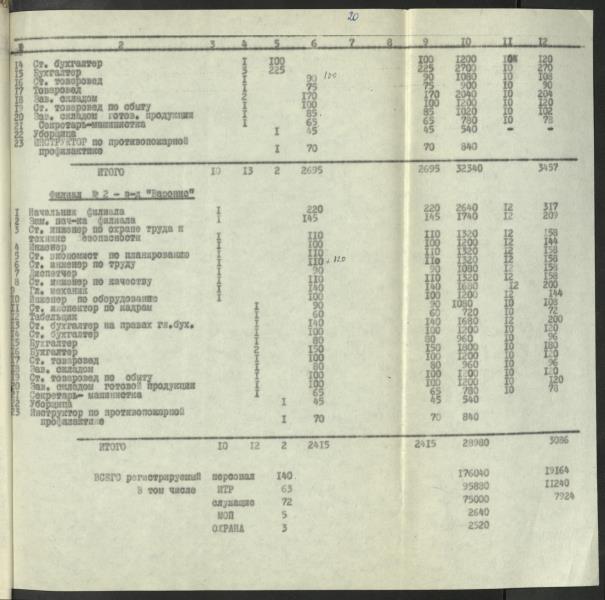 20
2 3 4 5 6 7 8 9 10 11 12
14 Ст. бухгалтер I 100 100 1200 120
15 Бухгалтер 3 225 225 2700 10 270
16 Ст. товаровед I 90 90 1080 10 108
17 Товаровед I 75 75 900 10 90
18 Зав. складом 2 170 170 2040 10 204
19 Ст. товаровед по сбыту I 100 100 1200 10 120
20 Зав. складом готов. продукции I 85 85 1020 10 102
21 Секретарь-машинистка I 65 65 780 10 78
22 Уборщица I 45 45 540 - -
23 Инструктор по противопожарной
профилактике I 70 70 840
ИТОГО 10 13 2 2695 2695 32340 3457
Филиал № 2 - з-д "Варпинс"
I Начальник филиала I 220 220 2640 12 317
2 Зам. нач-ка филиала I 145 145 1740 12 209
3 Ст. инженер по охране труда и
технике безопасности I 110 110 1320 12 158
4 Инженер I 100 100 1200 12 144
5 Ст. экономист по планированию I 110 110 1320 12 158
6 Ст. инженер по труду I 110 110 1320 12 158
7 Диспетчер I 90 90 1080 12
8 Ст. инженер по качеству I 110 110 1320 12 158
9 Гл. механик I 140 140 1680 12 200
10 Инженер по оборудованию I 100 100 1200 12 144
11 Ст. инспектор по кадрам I 90 90 1080 10 108
12 Табельщик I 60 60 720 10 72
13 Ст. бухгалтер на правах гл.бух. I 140 140 1680 12 200
14 Ст. бухгалтер I 100 100 1200 10 120
15 Бухгалтер I 80 80 960 10 96
16 Бухгалтер 2 150 150 1800 10 180
17 Ст. товаровед I 100 100 1200 10 120
18 Зав. складом I 80 80 960 10 96
19 Ст. товаровед по сбыту I 100 100 1200 10 120
20 Зав. складом готовой продукции I 100 100 1200 10 120
21 Секретарь- машинистка I 65 65 780 10 78
22 Уборщица I 45 45 540
23 Инструктор по противопожарной
профилактике I 70 70 840
ИТОГО 10 12 2 2415 2415 28980 3086
ВСЕГО регистрируемый персонал 140 176040 19164
В том числе ИТР 63 95880 11240
служащие 72 75000 7924
МОП 5 2640
ОХРАНА 3 2520